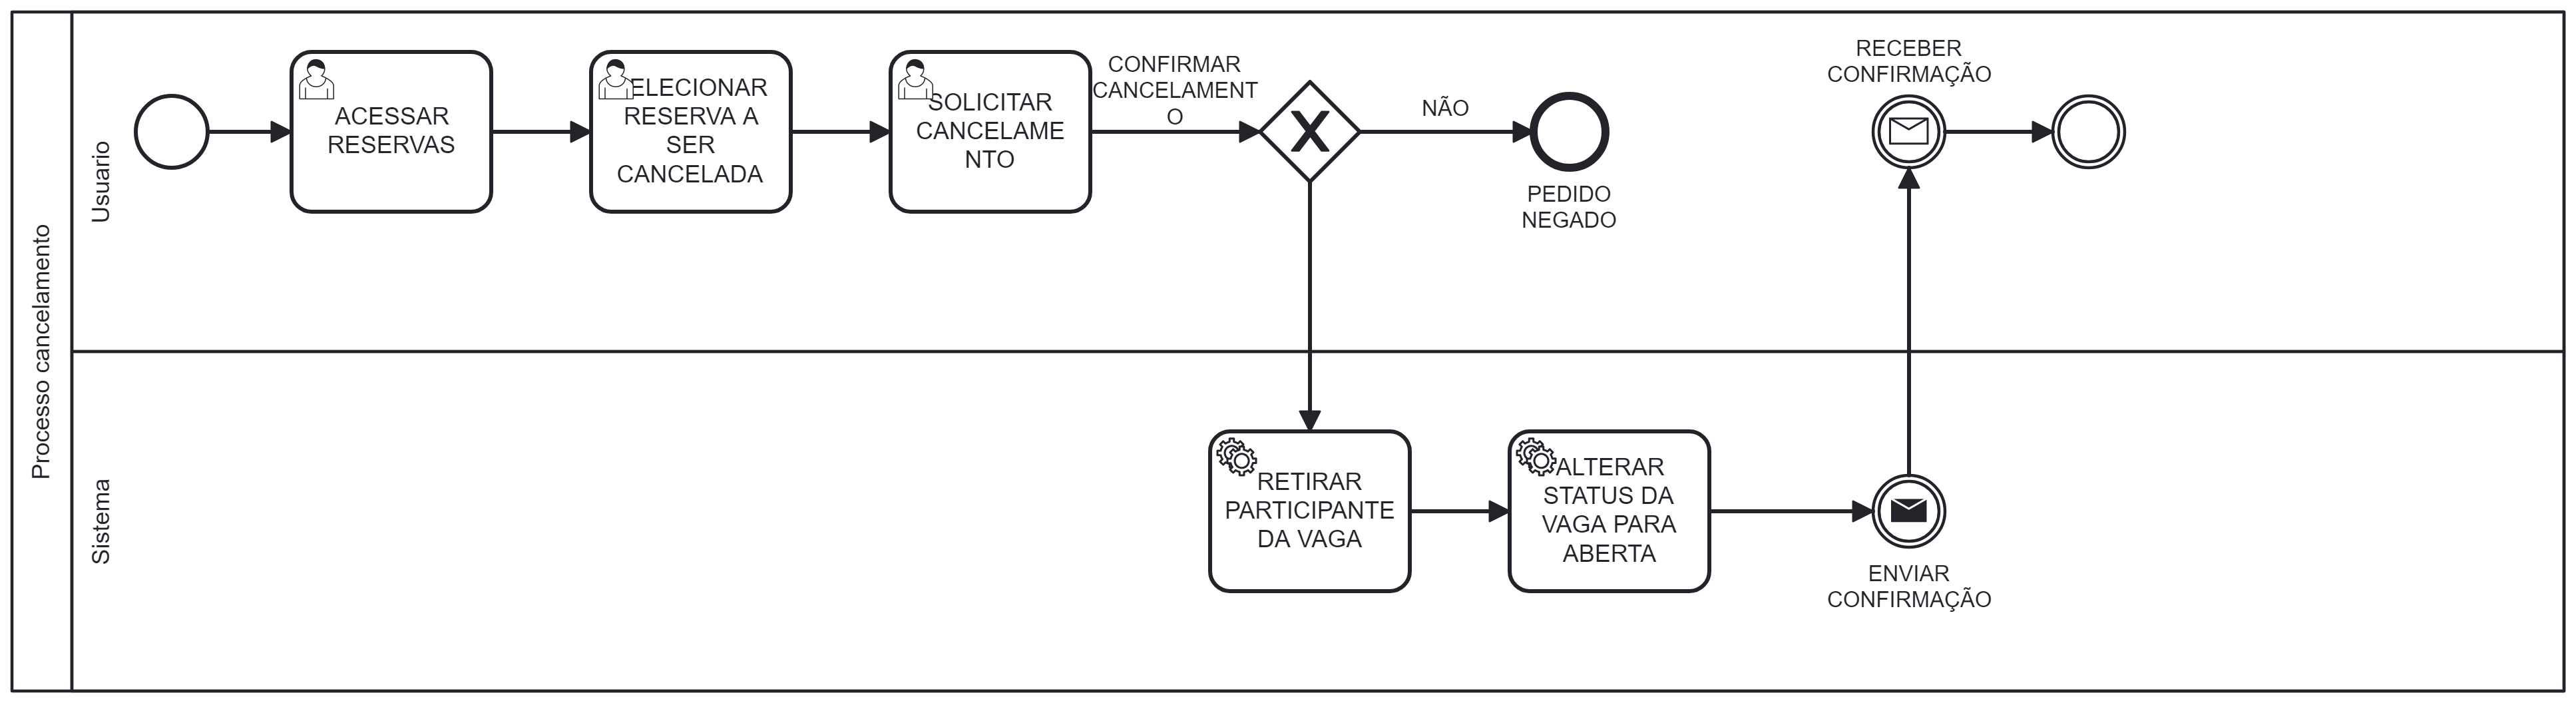 Processo cancelamento
Usuario
ACESSAR
RESERVAS
ELECIONAR
RESERVA A
SER
CANCELADA
SOLICITAR
CANCELAME
NTO
CONFIRMAR
CANCELAMENT
O
NÃO
PEDIDO
NEGADO
RECEBER
CONFIRMAÇÃO
Sistema
RETIRAR
PARTICIPANTE
DA VAGA
ALTERAR
STATUS DA
VAGA PARA
ABERTA
ENVIAR
CONFIRMAÇÃO